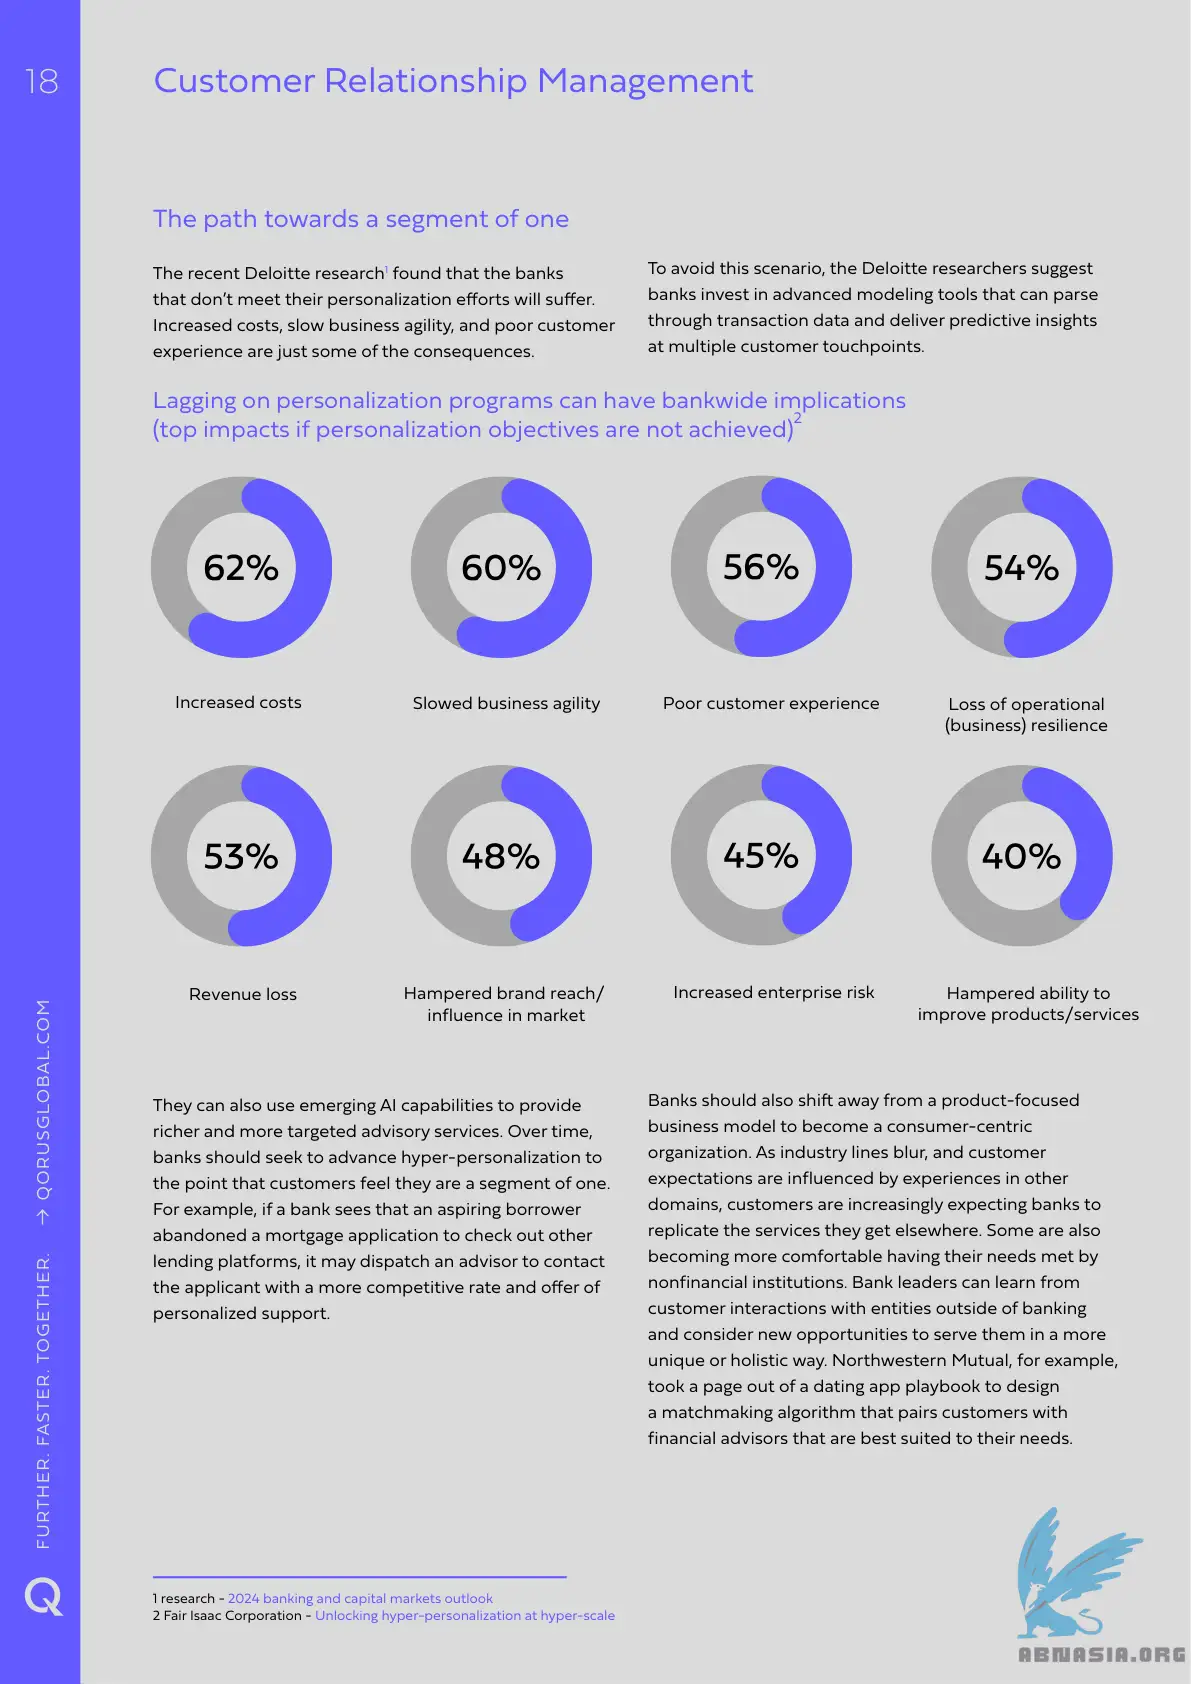 18
Customer Relationship Management
The path towards a segment of one
The recent Deloitte research1 found that the banks
that don't meet their personalization efforts will suffer.
Increased costs, slow business agility, and poor customer
experience are just some of the consequences.
To avoid this scenario, the Deloitte researchers suggest
banks invest in advanced modeling tools that can parse
through transaction data and deliver predictive insights
at multiple customer touchpoints.
Lagging on personalization programs can have bankwide implications
(top impacts if personalization objectives are not achieved)2
62%
60%
56%
54%
Increased costs
Slowed business agility
Poor customer experience
Loss of operational
(business) resilience
53%
48%
45%
40%
Revenue loss
Hampered brand reach/
influence in market
Increased enterprise risk
Hampered ability to
improve products/services
They can also use emerging AI capabilities to provide
richer and more targeted advisory services. Over time,
banks should seek to advance hyper-personalization to
the point that customers feel they are a segment of one.
For example, if a bank sees that an aspiring borrower
abandoned a mortgage application to check out other
lending platforms, it may dispatch an advisor to contact
the applicant with a more competitive rate and offer of
personalized support.
Banks should also shift away from a product-focused
business model to become a consumer-centric
organization. As industry lines blur, and customer
expectations are influenced by experiences in other
domains, customers are increasingly expecting banks to
replicate the services they get elsewhere. Some are also
becoming more comfortable having their needs met by
nonfinancial institutions. Bank leaders can learn from
customer interactions with entities outside of banking
and consider new opportunities to serve them in a more
unique or holistic way. Northwestern Mutual, for example,
took a page out of a dating app playbook to design
a matchmaking algorithm that pairs customers with
financial advisors that are best suited to their needs.
1 research - 2024 banking and capital markets outlook
2 Fair Isaac Corporation - Unlocking hyper-personalization at hyper-scale
FURTHER. FASTER. TOGETHER. → QORUSGLOBAL.COM
Q
ABNASIA.ORG